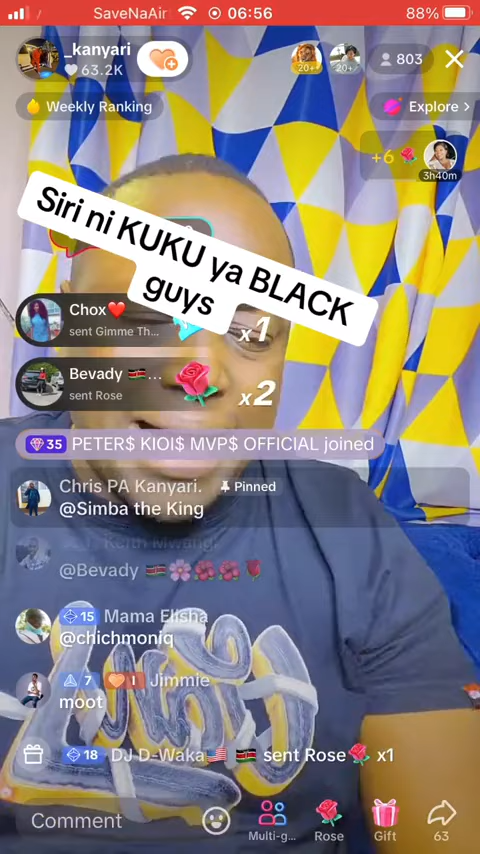 SaveNaAir
06:56
88%
_kanyari
63.2K
20+
20+
803
Weekly Ranking
Explore >
+6
3h40m
Siri ni KUKU ya BLACK
guys
Chox❤️
sent Gimme Th...
x1
Bevady 🇰🇪...
sent Rose
x2
35 PETER$ KIOI$ MVP$ OFFICIAL joined
Chris PA Kanyari. Pinned
@Simba the King
Keith Mwangi
@Bevady 🇰🇪🌸🌺🌺🌹
15 Mama Elisha
@chichmoniq
7 1 Jimmie
moot
18 DJ D-Waka🇺🇸 🇰🇪 sent Rose🌹 x1
Comment
Multi-g...
Rose
Gift
63